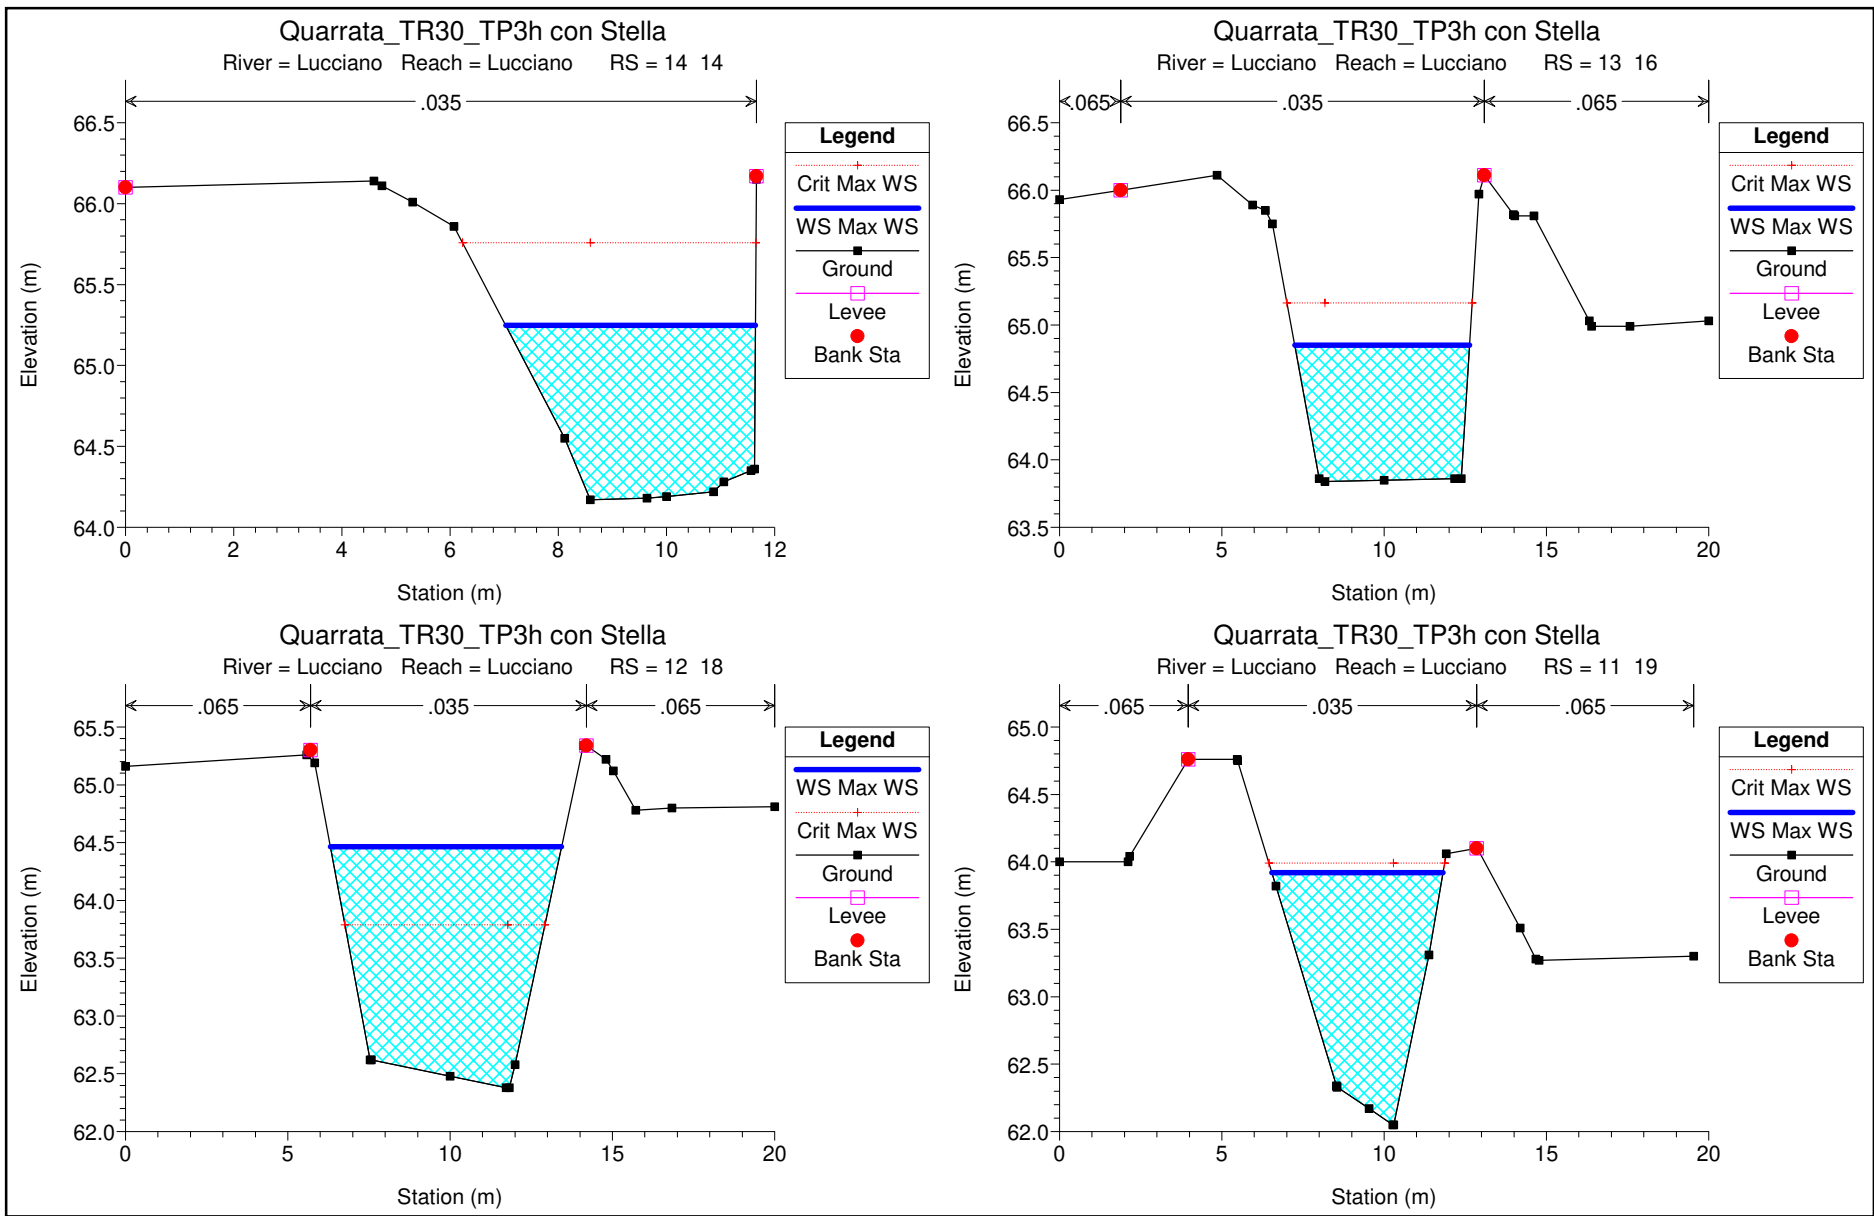 Quarrata_TR30_TP3h con Stella
River = Lucciano Reach = Lucciano RS = 14 14
.035
66.5
66.0
65.5
65.0
64.5
64.0
0 2 4 6 8 10 12
Elevation (m)
Station (m)
Legend
Crit Max WS
WS Max WS
Ground
Levee
Bank Sta
Quarrata_TR30_TP3h con Stella
River = Lucciano Reach = Lucciano RS = 13 16
.065 .035 .065
66.5
66.0
65.5
65.0
64.5
64.0
63.5
0 5 10 15 20
Elevation (m)
Station (m)
Legend
Crit Max WS
WS Max WS
Ground
Levee
Bank Sta
Quarrata_TR30_TP3h con Stella
River = Lucciano Reach = Lucciano RS = 12 18
.065 .035 .065
65.5
65.0
64.5
64.0
63.5
63.0
62.5
62.0
0 5 10 15 20
Elevation (m)
Station (m)
Legend
WS Max WS
Crit Max WS
Ground
Levee
Bank Sta
Quarrata_TR30_TP3h con Stella
River = Lucciano Reach = Lucciano RS = 11 19
.065 .035 .065
65.0
64.5
64.0
63.5
63.0
62.5
62.0
0 5 10 15 20
Elevation (m)
Station (m)
Legend
Crit Max WS
WS Max WS
Ground
Levee
Bank Sta